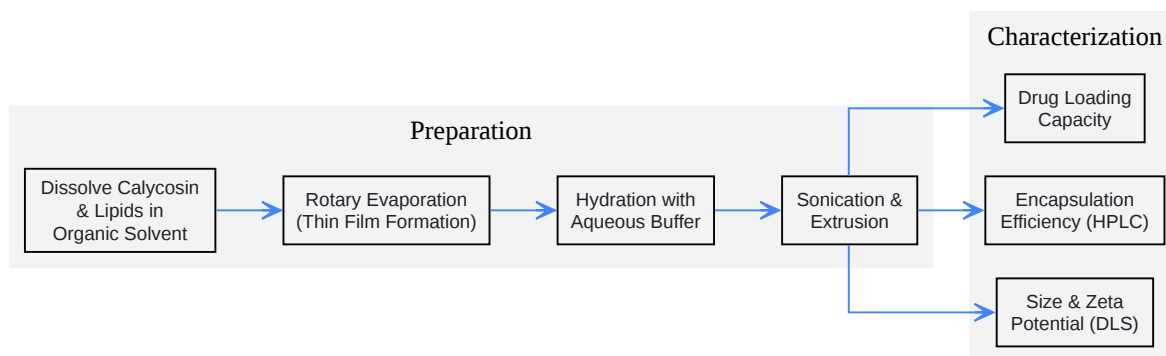 Preparation
Dissolve Calycosin
& Lipids in
Organic Solvent
Rotary Evaporation
(Thin Film Formation)
Hydration with
Aqueous Buffer
Sonication &
Extrusion
Characterization
Drug Loading
Capacity
Encapsulation
Efficiency (HPLC)
Size & Zeta
Potential (DLS)